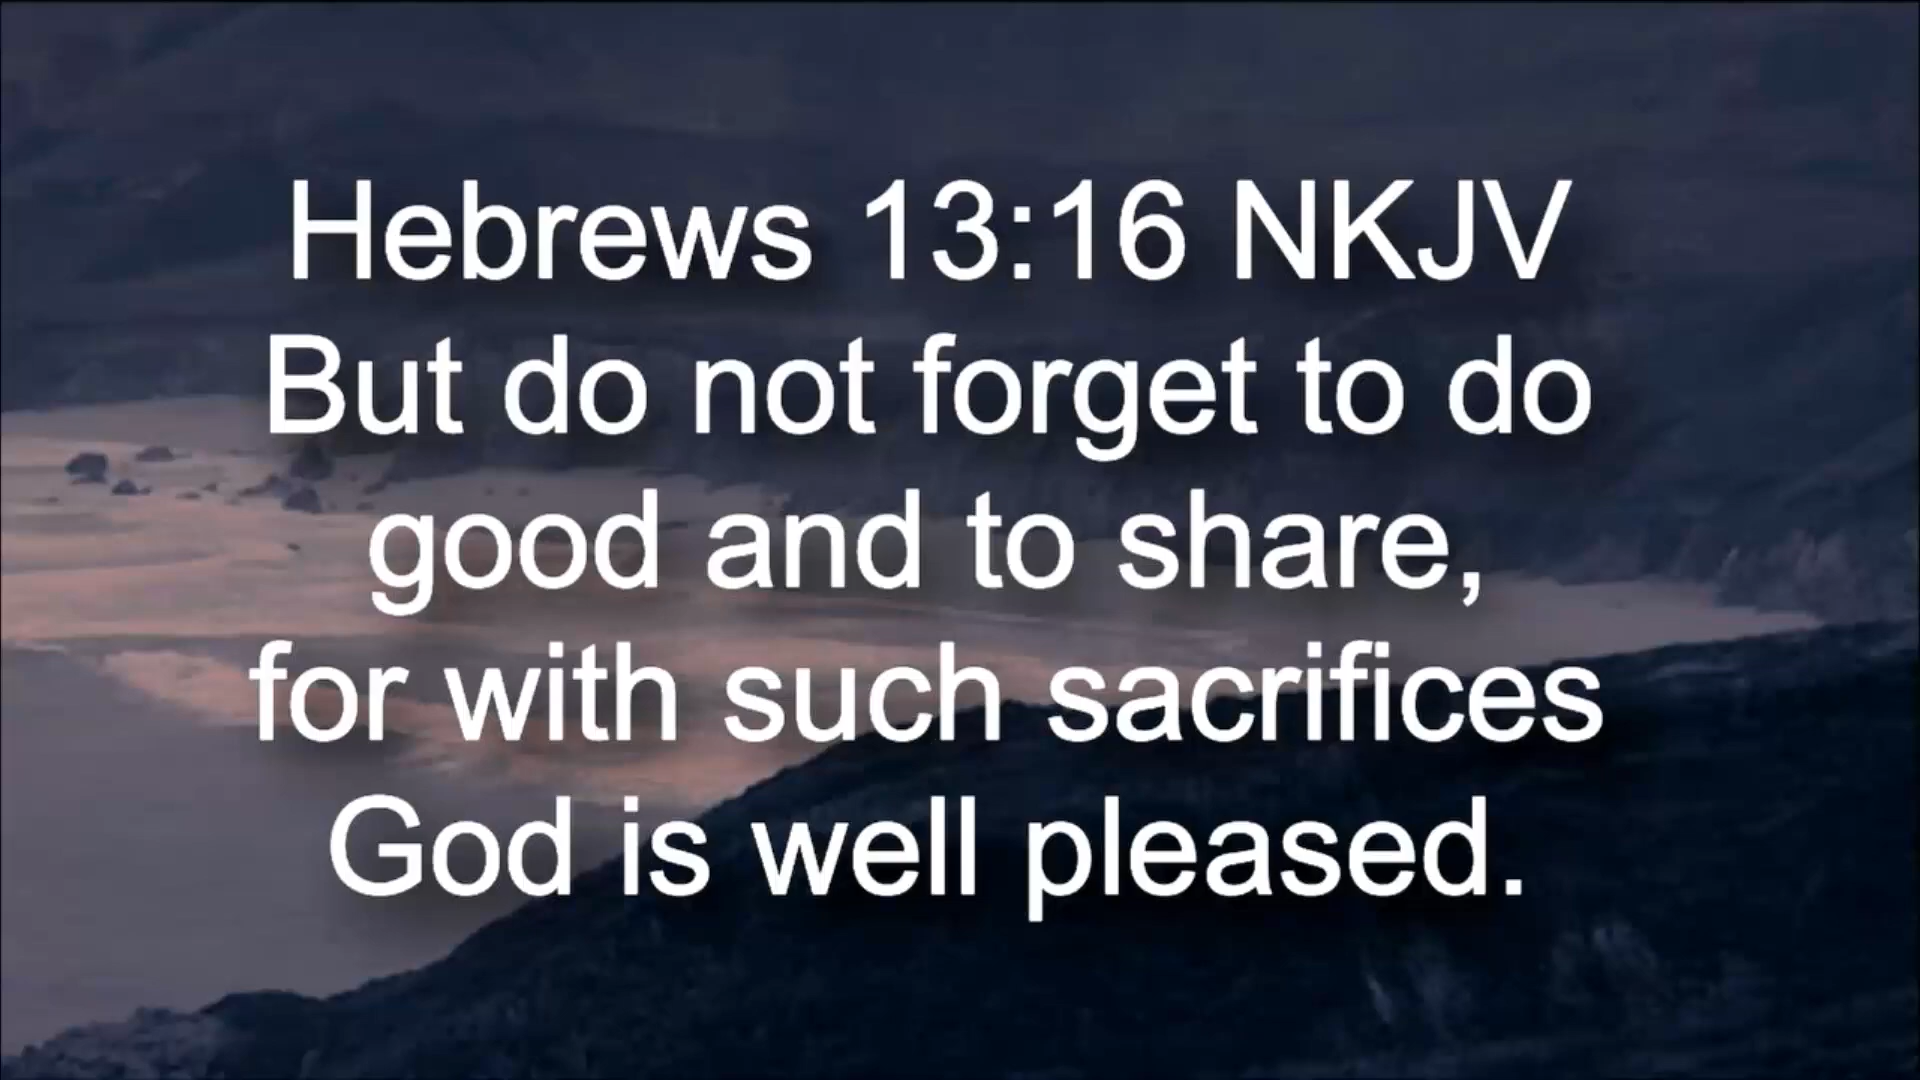 Hebrews 13:16 NKJV
But do not forget to do
good and to share,
for with such sacrifices
God is well pleased.